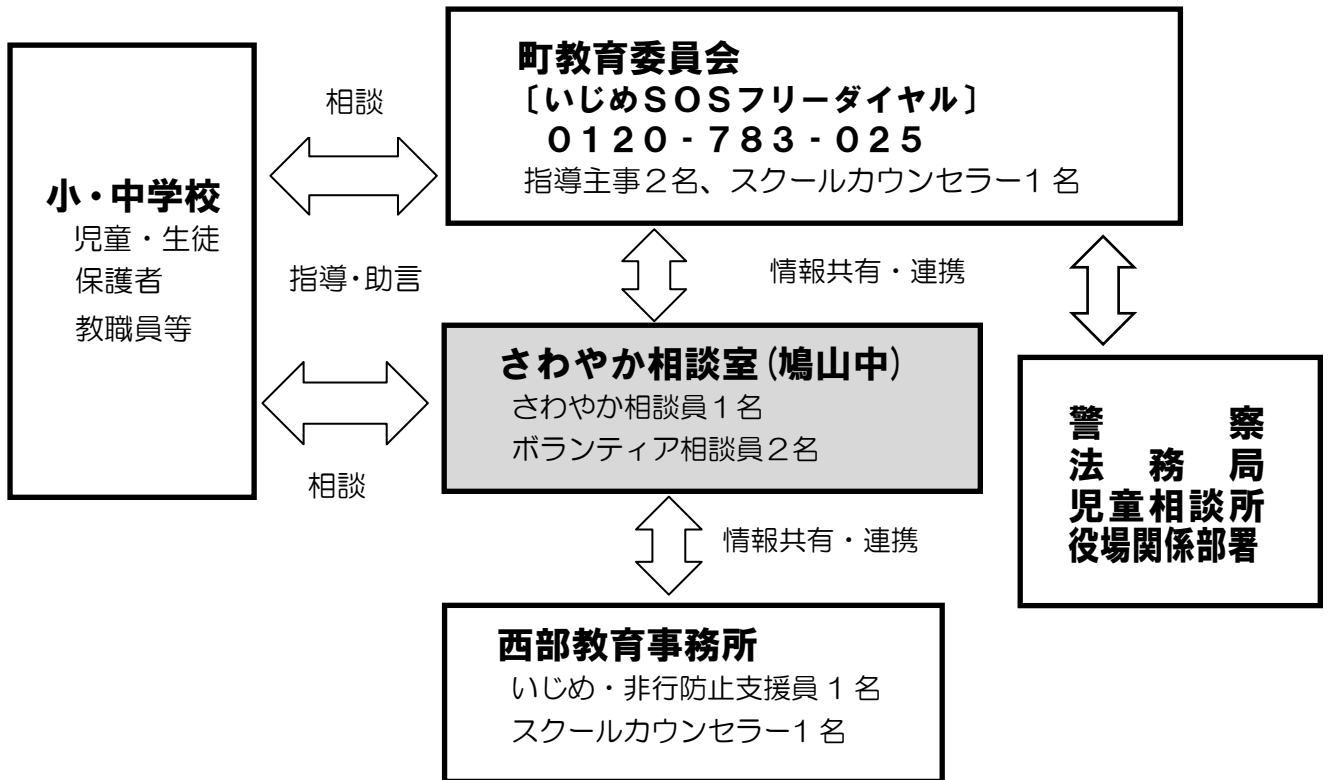 町教育委員会
〔いじめSOSフリーダイヤル〕
0120-783-025
指導主事2名、スクールカウンセラー1名
相談
小・中学校
児童・生徒
保護者
教職員等
指導・助言
情報共有・連携
さわやか相談室(鳩山中)
さわやか相談員1名
ボランティア相談員2名
相談
警察
法務局
児童相談所
役場関係部署
情報共有・連携
西部教育事務所
いじめ・非行防止支援員1名
スクールカウンセラー1名